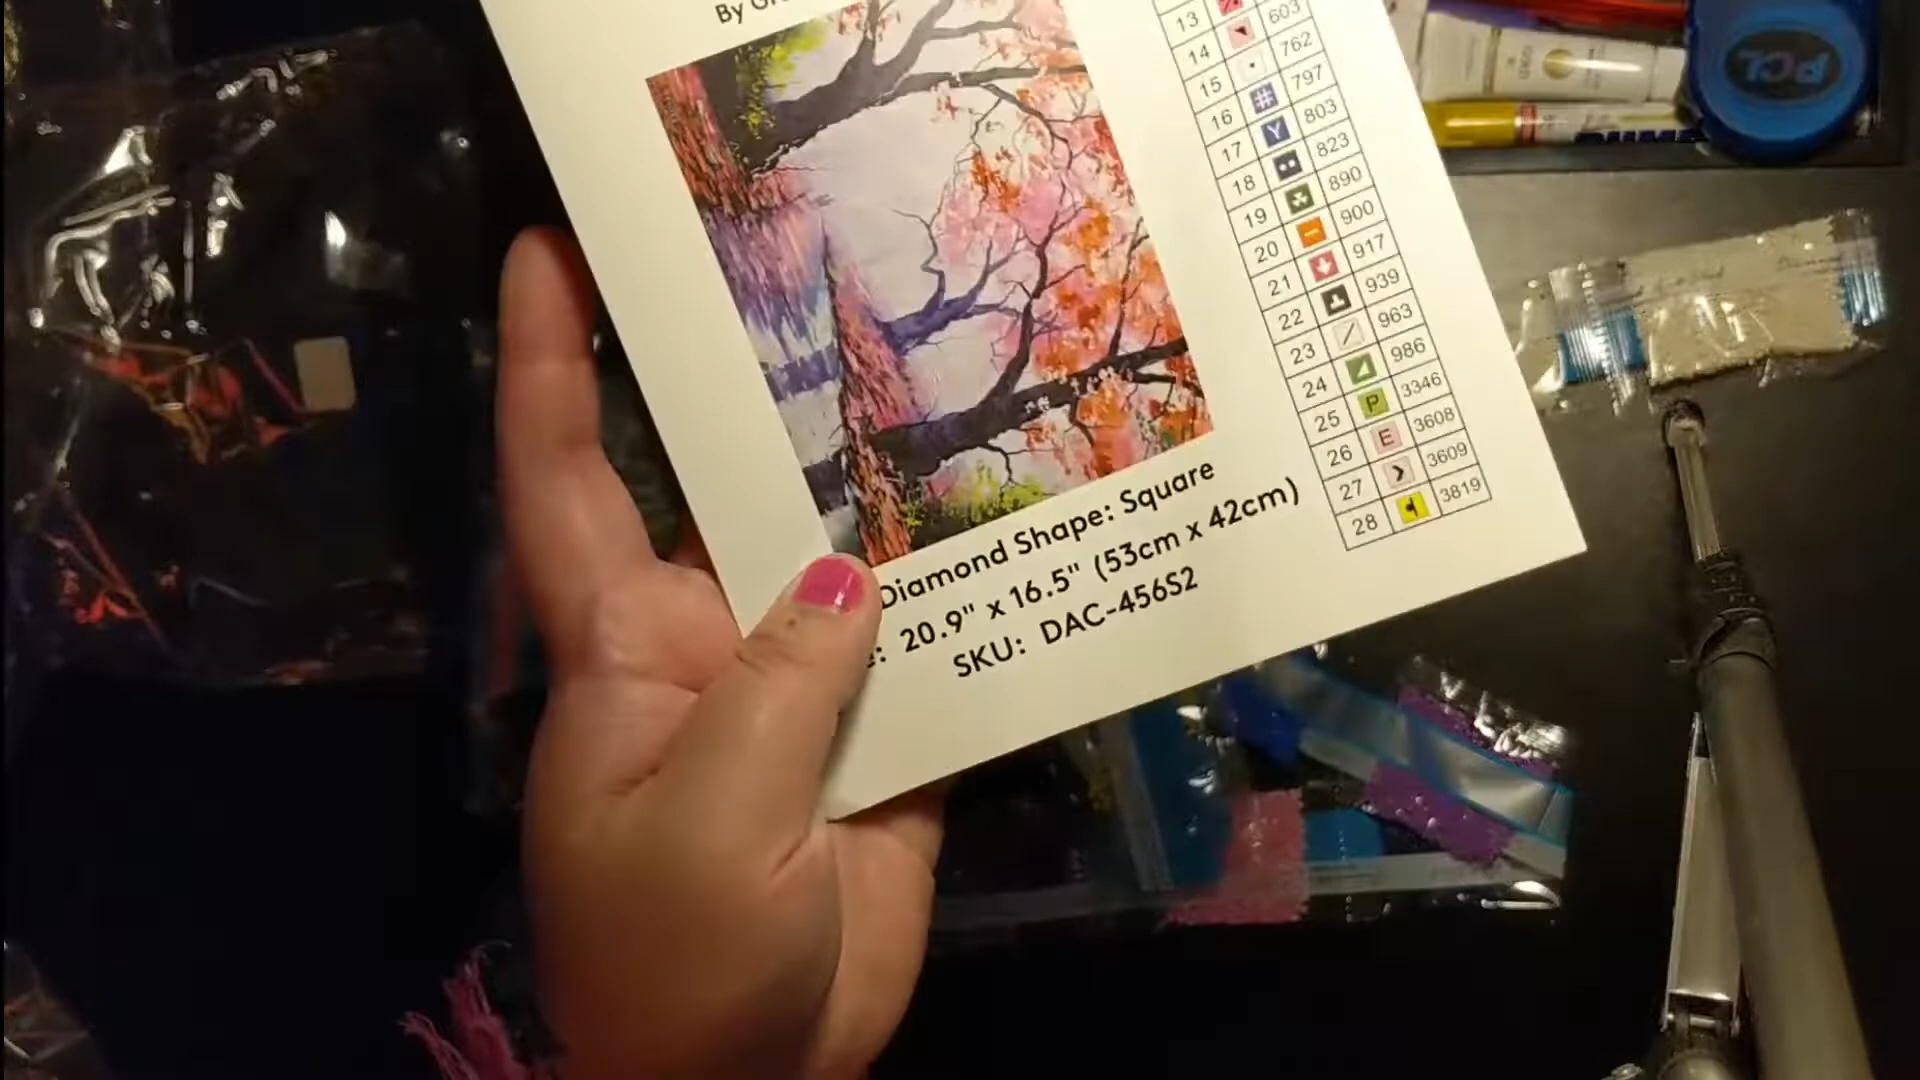 By
13
14 603
15 • 762
16 # 797
17 Y 803
18 823
19 890
20 − 900
21 917
22 939
23 / 963
24 986
25 P 3346
26 E 3608
27 > 3609
28 3819
Diamond Shape: Square
20.9" x 16.5" (53cm x 42cm)
SKU: DAC-456S2
PCL